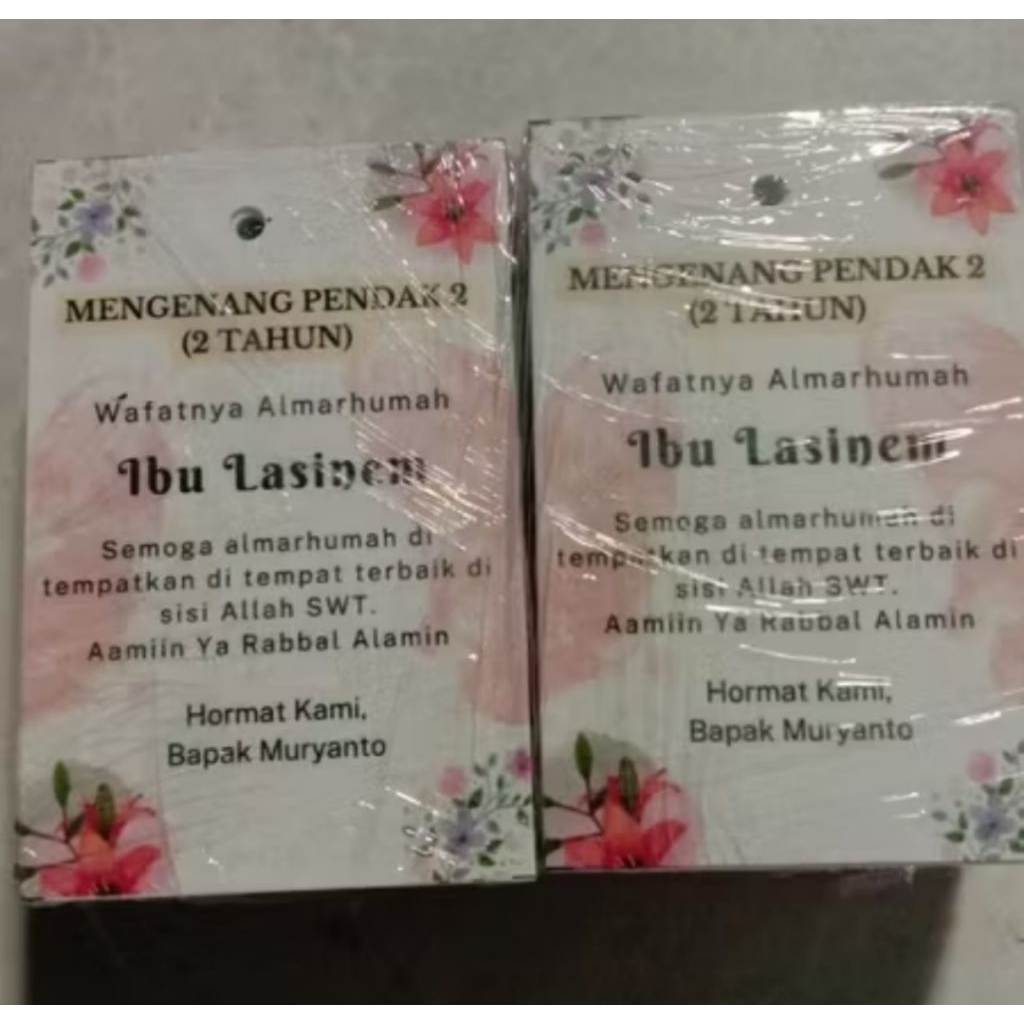 MENGENANG PENDAK 2
(2 TAHUN)
Wafatnya Almarhumah
Ibu Lasinem
Semoga almarhumah di
tempatkan di tempat terbaik di
sisi Allah SWT.
Aamiin Ya Rabbal Alamin
Hormat Kami,
Bapak Muryanto
MENGENANG PENDAK 2
(2 TAHUN)
Wafatnya Almarhumah
Ibu Lasinem
Semoga almarhumah di
tempatkan di tempat terbaik di
sisi Allah SWT.
Aamiin Ya Rabbal Alamin
Hormat Kami,
Bapak Muryanto